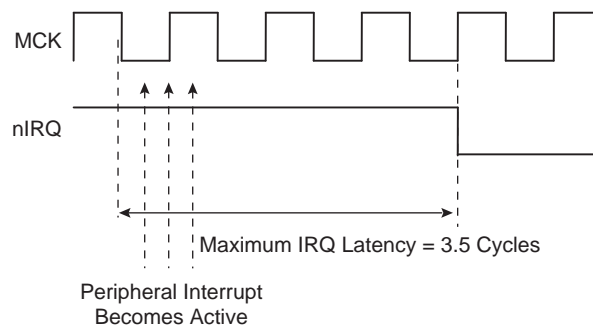 MCK
nIRQ
Maximum IRQ Latency = 3.5 Cycles
Peripheral Interrupt
Becomes Active